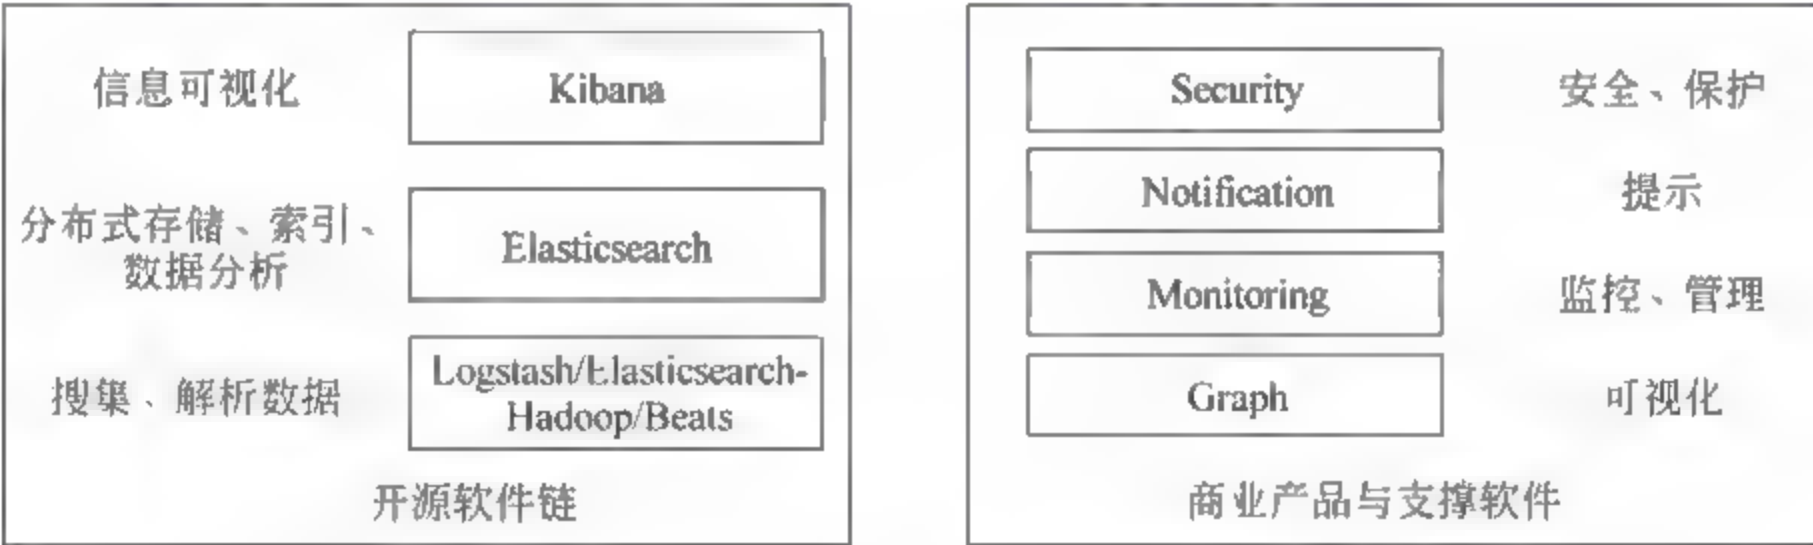 信息可视化
Kibana
分布式存储、索引、
数据分析
Elasticsearch
搜集、解析数据
Logstash/Elasticsearch-
Hadoop/Beats
开源软件链
Security
安全、保护
Notification
提示
Monitoring
监控、管理
Graph
可视化
商业产品与支撑软件